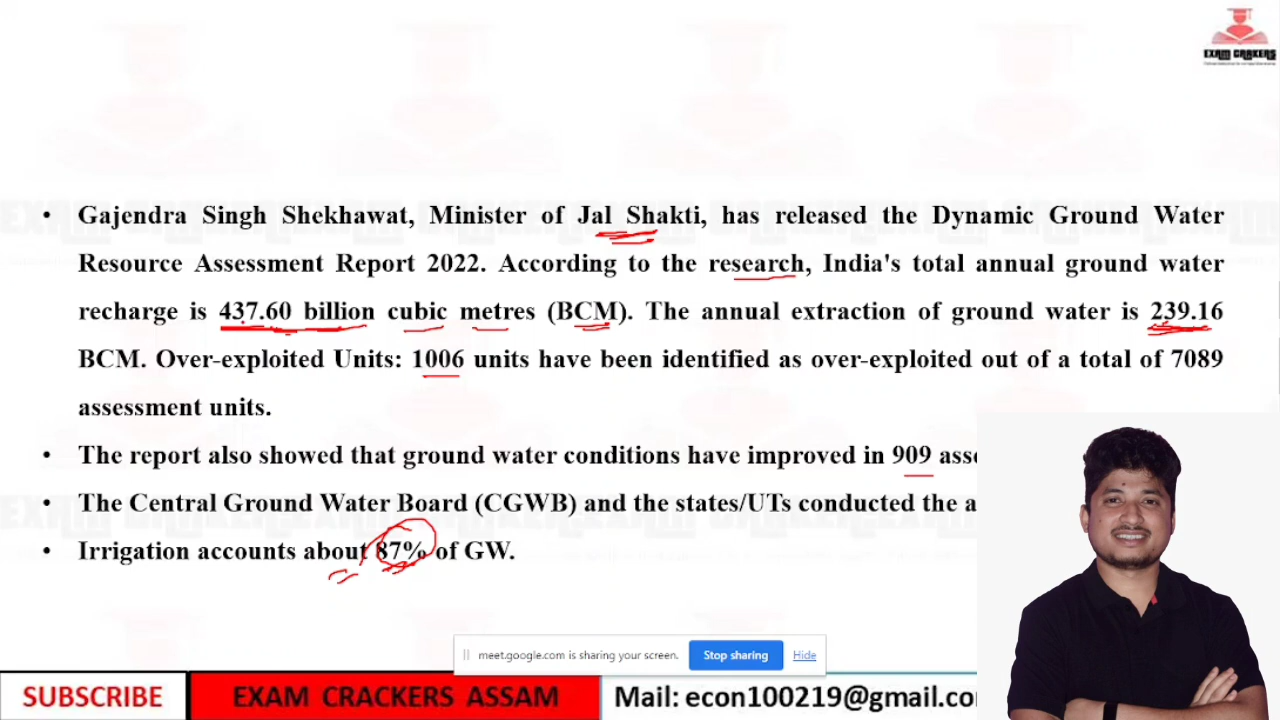 EXAM CRAKERS
• Gajendra Singh Shekhawat, Minister of Jal Shakti, has released the Dynamic Ground Water
Resource Assessment Report 2022. According to the research, India's total annual ground water
recharge is 437.60 billion cubic metres (BCM). The annual extraction of ground water is 239.16
BCM. Over-exploited Units: 1006 units have been identified as over-exploited out of a total of 7089
assessment units.
• The report also showed that ground water conditions have improved in 909 asse
• The Central Ground Water Board (CGWB) and the states/UTs conducted the a
• Irrigation accounts about 87% of GW.
meet.google.com is sharing your screen. Stop sharing Hide
SUBSCRIBE EXAM CRACKERS ASSAM Mail: econ100219@gmail.co